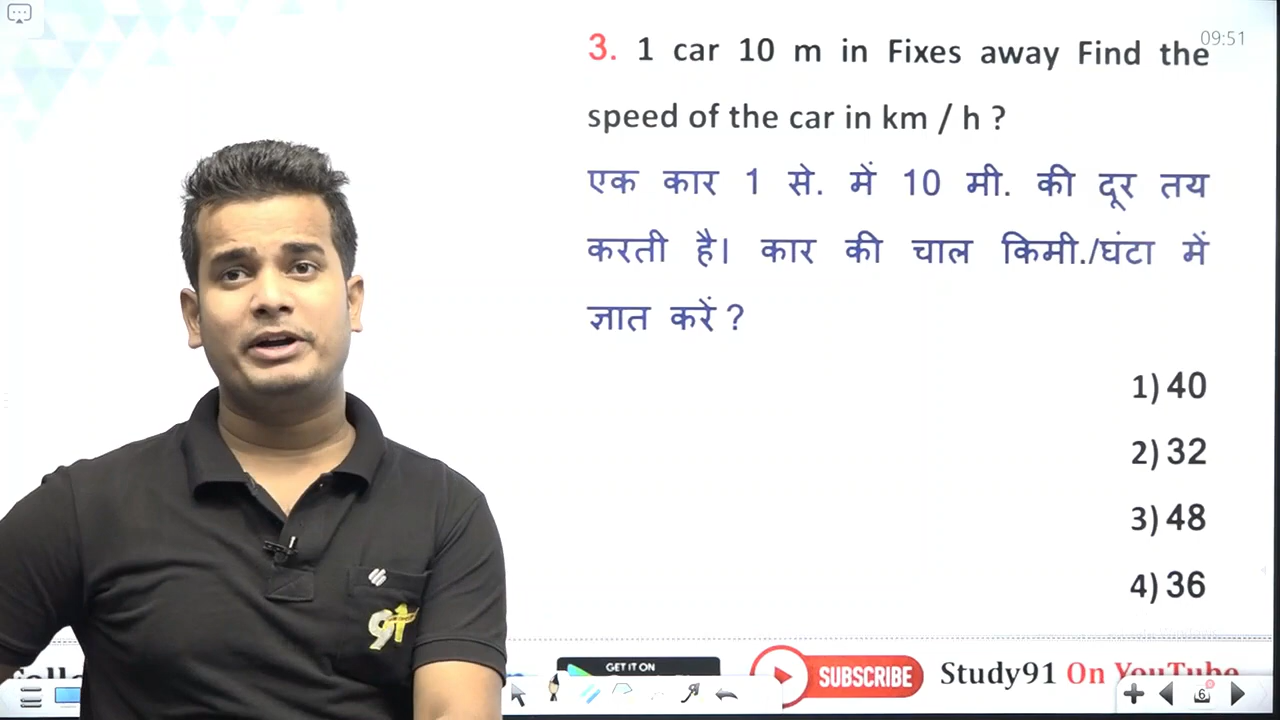 09:51
3. 1 car 10 m in Fixes away Find the
speed of the car in km / h ?
एक कार 1 से. में 10 मी. की दूर तय
करती है। कार की चाल किमी./घंटा में
ज्ञात करें ?
1) 40
2) 32
3) 48
4) 36
91
GET IT ON
SUBSCRIBE
Study91 On YouTube
6